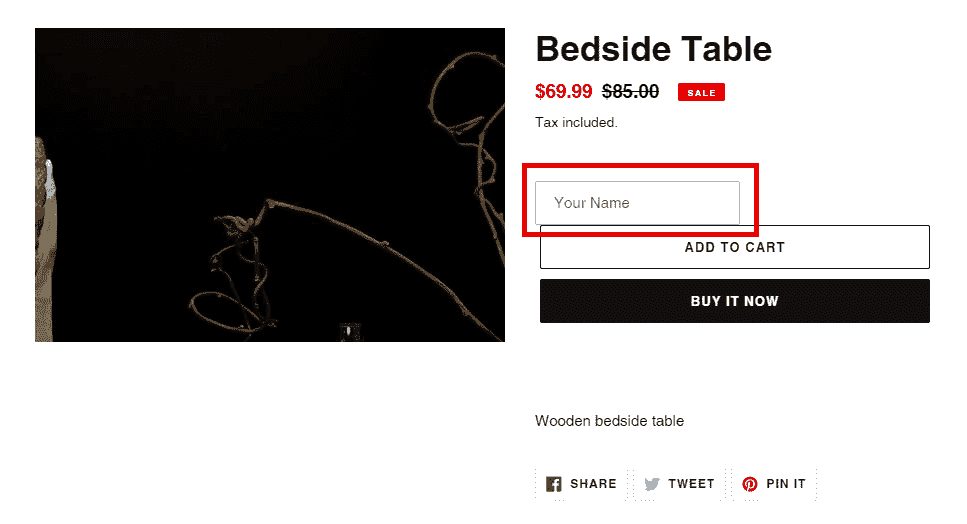 Bedside Table
$69.99 $85.00 SALE
Tax included.
Your Name
ADD TO CART
BUY IT NOW
Wooden bedside table
SHARE TWEET PIN IT